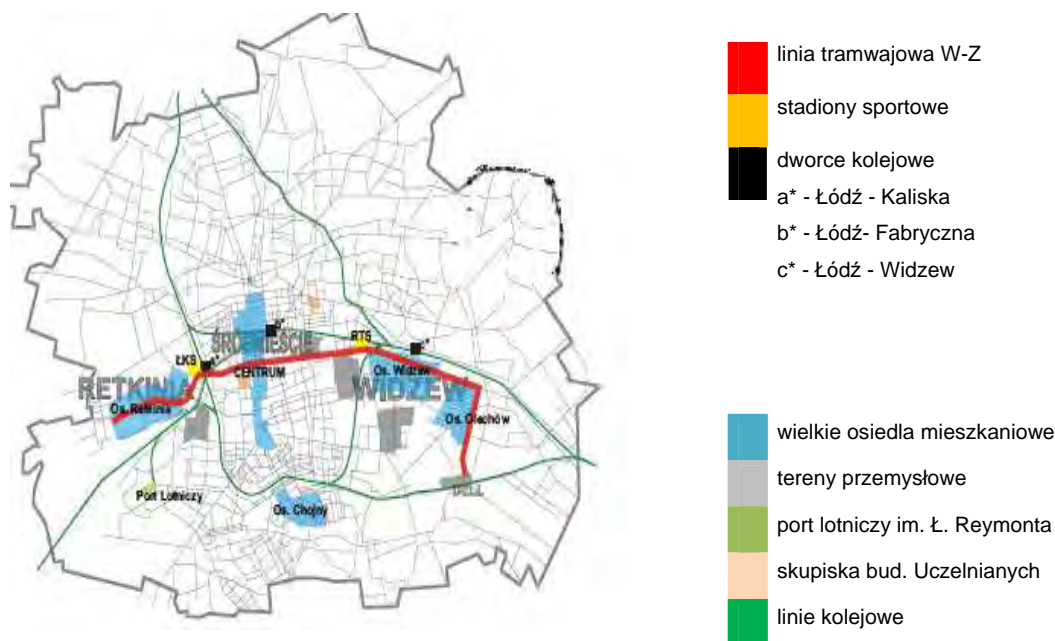 linia tramwajowa W-Z
stadiony sportowe
dworce kolejowe
a* - Łódź - Kaliska
b* - Łódź- Fabryczna
c* - Łódź - Widzew
b*
ŚRÓDMIEŚCIE
RTS
c*
ŁKS
a*
CENTRUM
Os. Widzew
RETKINIA
WIDZEW
Os. Retkinia
Os. Olechów
Port Lotniczy
Os. Chojny
wielkie osiedla mieszkaniowe
tereny przemysłowe
port lotniczy im. Ł. Reymonta
skupiska bud. Uczelnianych
linie kolejowe